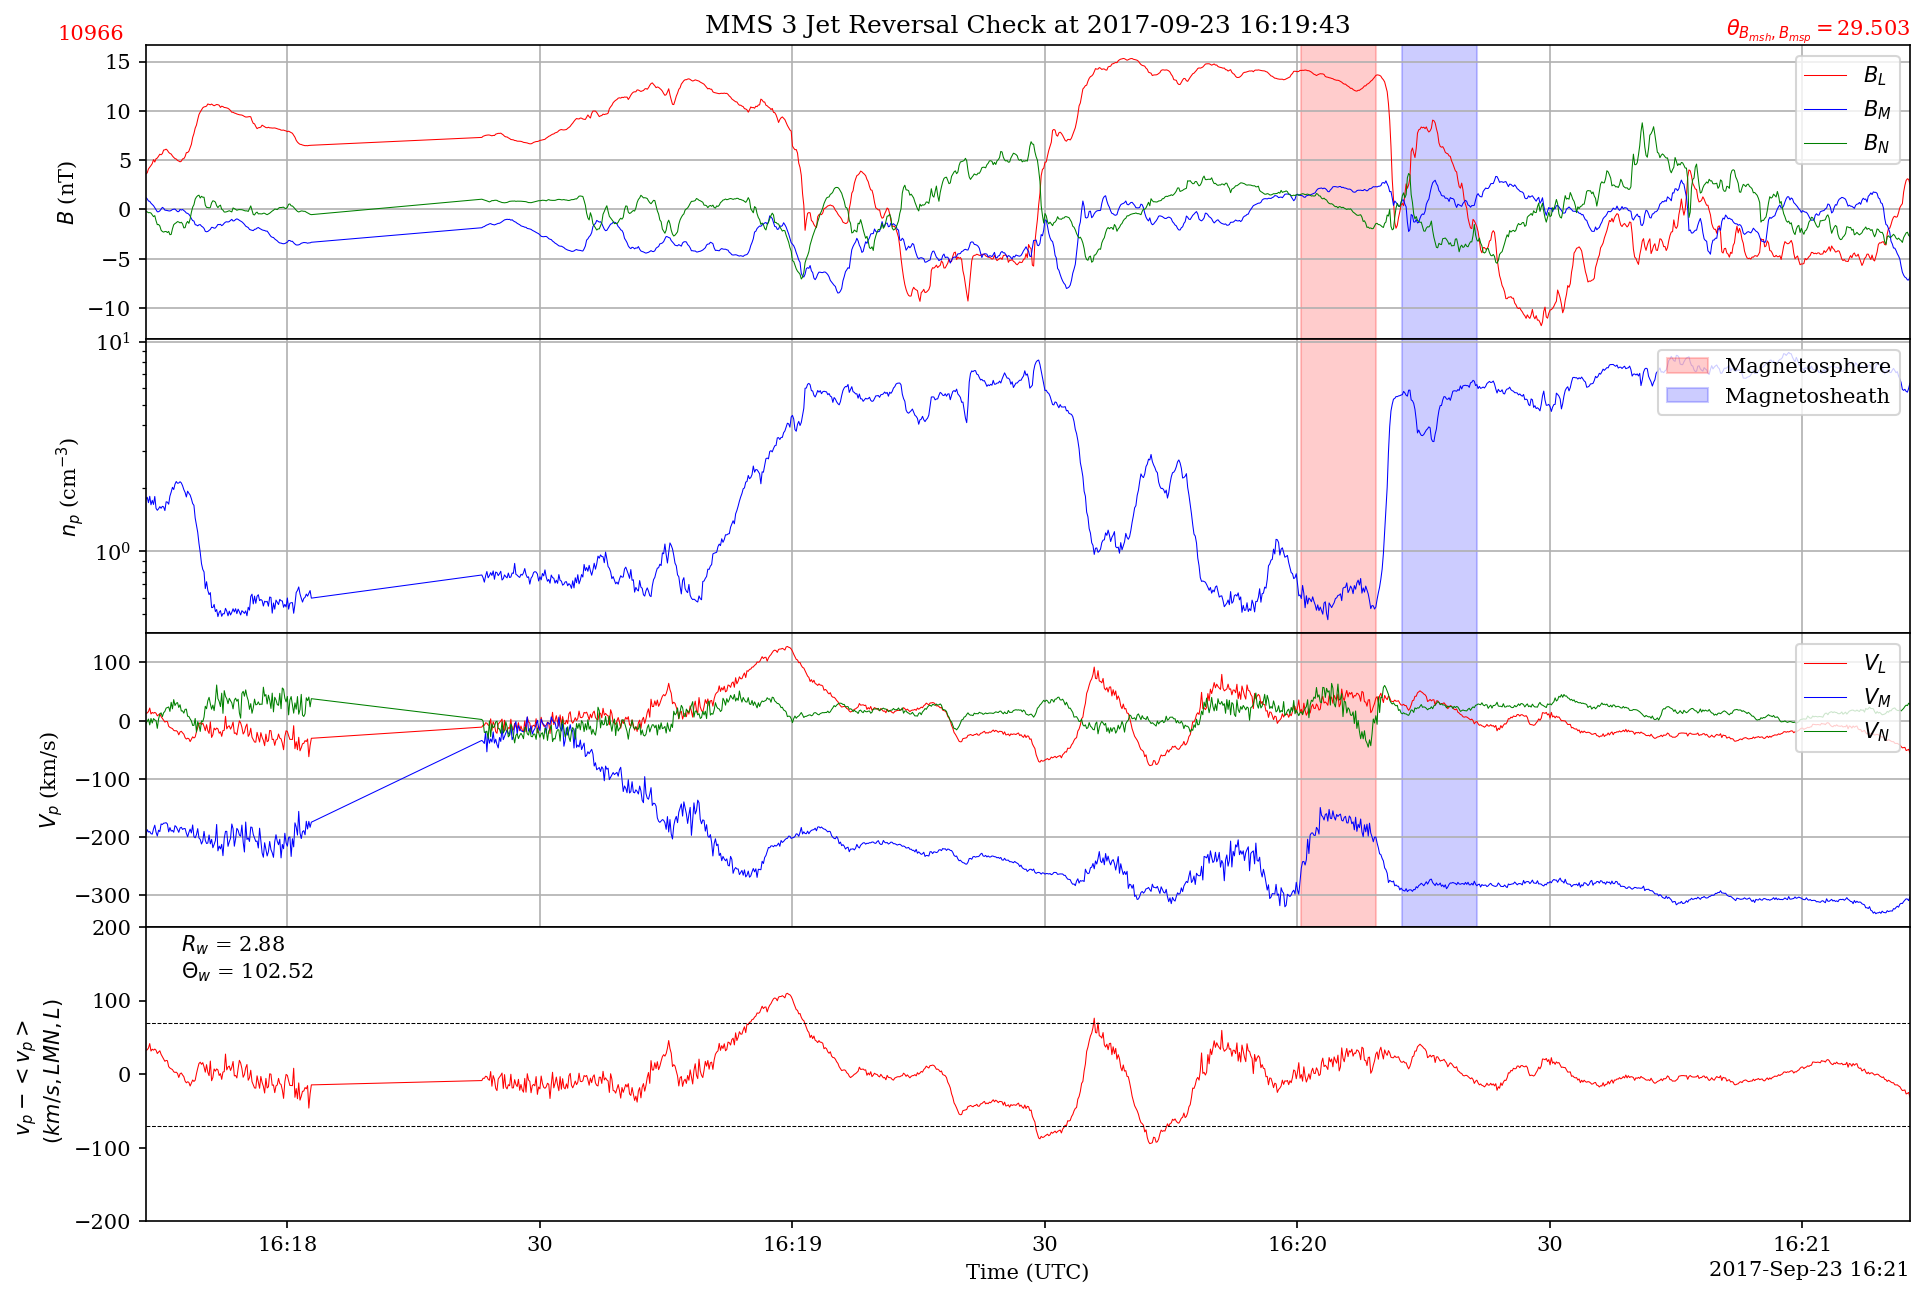 MMS 3 Jet Reversal Check at 2017-09-23 16:19:43
10966
θ_{B_{msh}, B_{msp}} = 29.503
15
10
5
0
−5
−10
B (nT)
B_L
B_M
B_N
10^1
10^0
n_p (cm^{−3})
Magnetosphere
Magnetosheath
100
0
−100
−200
−300
V_p (km/s)
V_L
V_M
V_N
200
100
0
−100
−200
v_p − <v_p>
(km/s, LMN, L)
R_w = 2.88
Θ_w = 102.52
16:18 30 16:19 30 16:20 30 16:21
Time (UTC)
2017-Sep-23 16:21